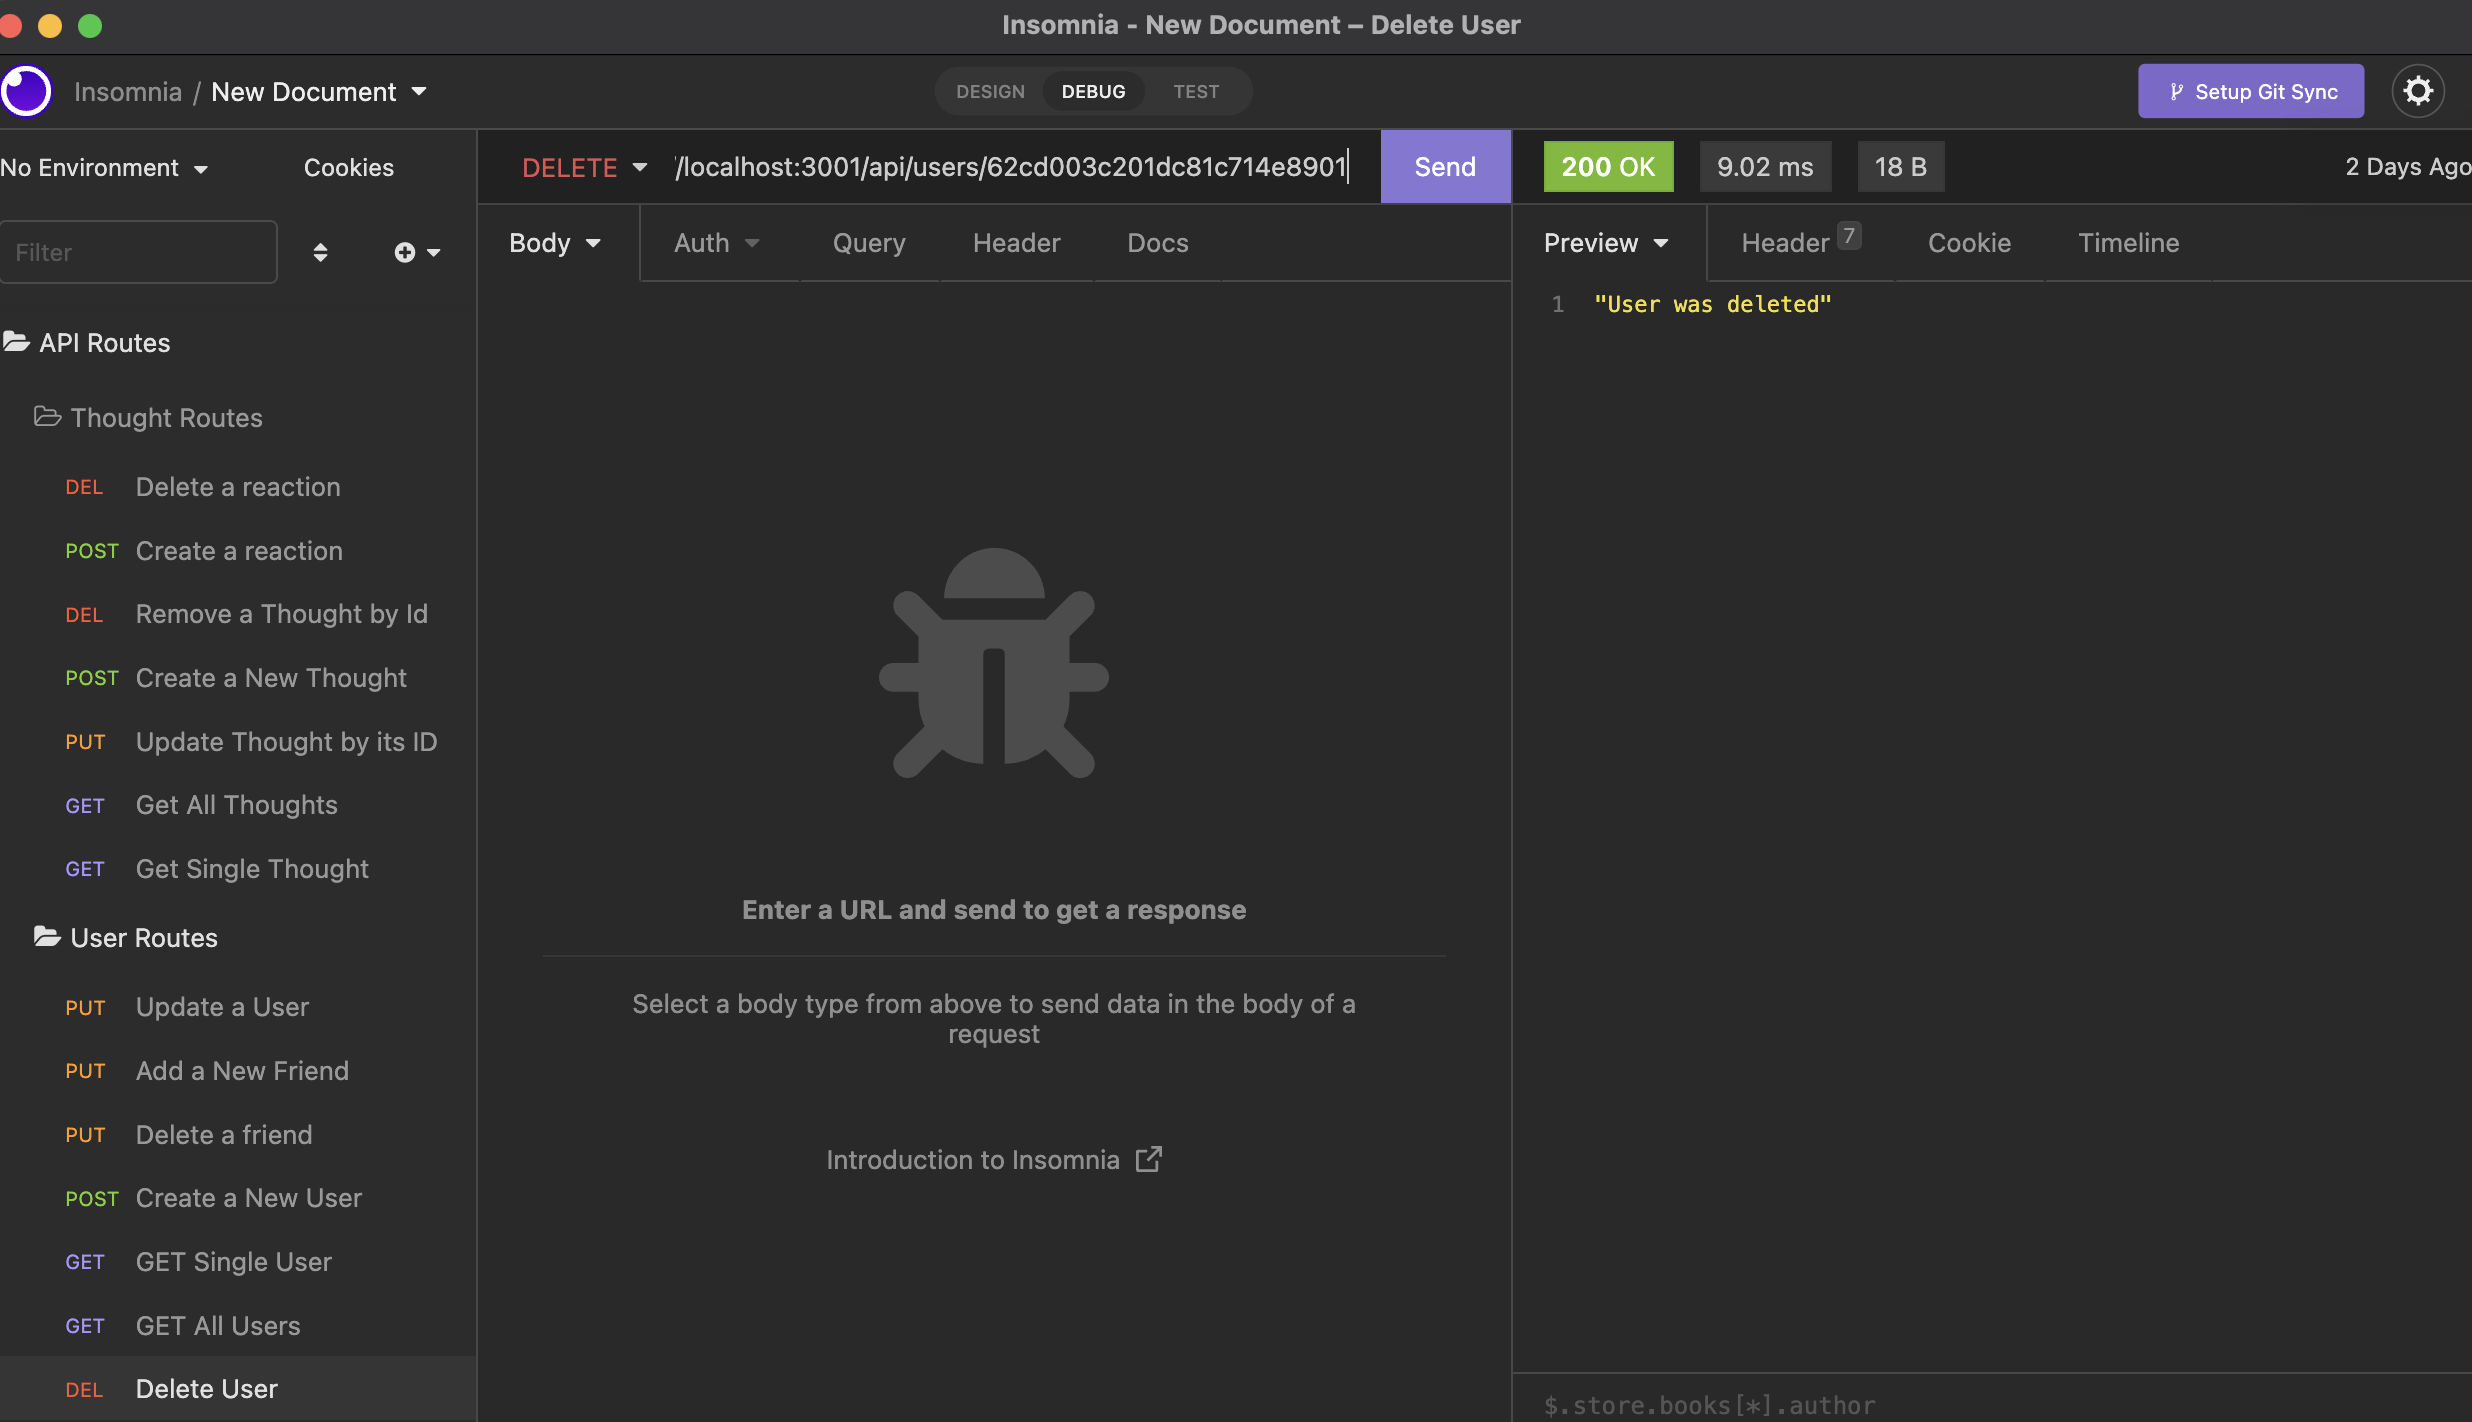 Insomnia - New Document – Delete User
Insomnia / New Document
DESIGN DEBUG TEST
Setup Git Sync
No Environment Cookies
Filter
API Routes
Thought Routes
DEL Delete a reaction
POST Create a reaction
DEL Remove a Thought by Id
POST Create a New Thought
PUT Update Thought by its ID
GET Get All Thoughts
GET Get Single Thought
User Routes
PUT Update a User
PUT Add a New Friend
PUT Delete a friend
POST Create a New User
GET GET Single User
GET GET All Users
DEL Delete User
DELETE /localhost:3001/api/users/62cd003c201dc81c714e8901 Send
Body Auth Query Header Docs
Enter a URL and send to get a response
Select a body type from above to send data in the body of a
request
Introduction to Insomnia
200 OK 9.02 ms 18 B 2 Days Ago
Preview Header 7 Cookie Timeline
1 "User was deleted"
$.store.books[*].author